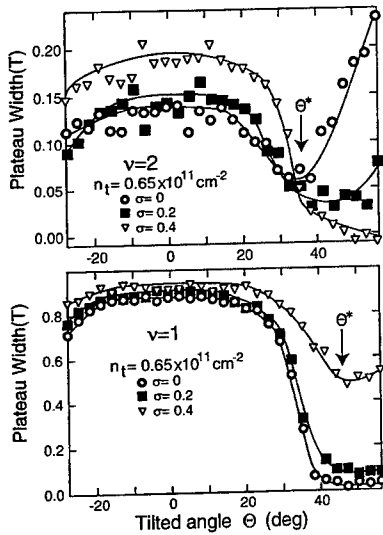 Plateau Width(T)
0.20
0.15
0.10
0.05
0.00
Θ*
ν=2
n_t = 0.65x10^11 cm^-2
σ= 0
σ= 0.2
σ= 0.4
-20 0 20 40
Plateau Width(T)
0.8
0.6
0.4
0.2
0.0
Θ*
ν=1
n_t = 0.65x10^11 cm^-2
σ= 0
σ= 0.2
σ= 0.4
-20 0 20 40
Tilted angle Θ (deg)